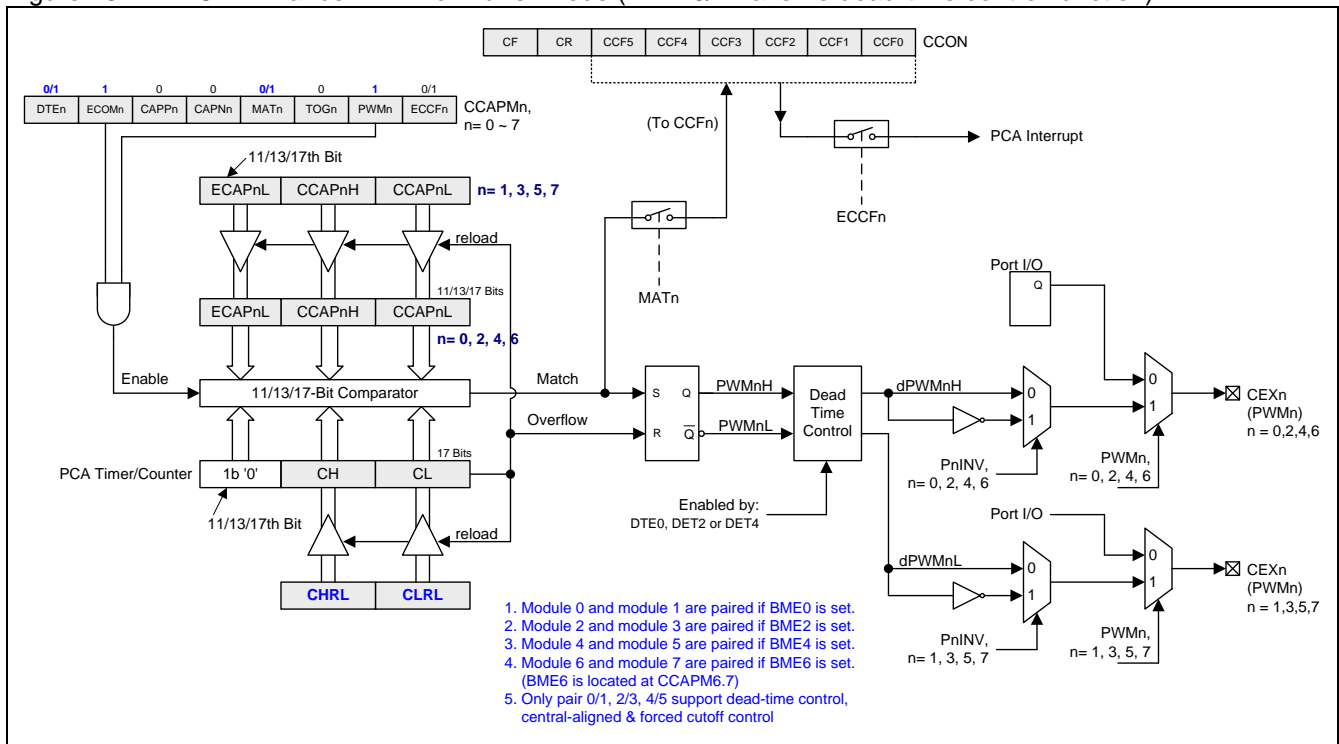 CF CR CCF5 CCF4 CCF3 CCF2 CCF1 CCF0 CCON
0/1 1 0 0 0/1 0 1 0/1
DTEn ECOMn CAPPn CAPNn MATn TOGn PWMn ECCFn
CCAPMn,
n= 0 ~ 7
(To CCFn)
PCA Interrupt
11/13/17th Bit
ECAPnL CCAPnH CCAPnL n= 1, 3, 5, 7
ECCFn
reload
Port I/O
Q
MATn
11/13/17 Bits
ECAPnL CCAPnH CCAPnL
n= 0, 2, 4, 6
Enable
11/13/17-Bit Comparator
Match
Overflow
S Q
R Q
PWMnH
PWMnL
Dead
Time
Control
dPWMnH
0
1
0
1
CEXn
(PWMn)
n = 0,2,4,6
PnINV,
n= 0, 2, 4, 6
PWMn,
n= 0, 2, 4, 6
17 Bits
PCA Timer/Counter 1b '0' CH CL
11/13/17th Bit
Enabled by:
DTE0, DET2 or DET4
Port I/O
reload
dPWMnL
0
1
0
1
CEXn
(PWMn)
n = 1,3,5,7
CHRL CLRL
PnINV,
n= 1, 3, 5, 7
PWMn,
n= 1, 3, 5, 7
1. Module 0 and module 1 are paired if BME0 is set.
2. Module 2 and module 3 are paired if BME2 is set.
3. Module 4 and module 5 are paired if BME4 is set.
4. Module 6 and module 7 are paired if BME6 is set.
(BME6 is located at CCAPM6.7)
5. Only pair 0/1, 2/3, 4/5 support dead-time control,
central-aligned & forced cutoff control